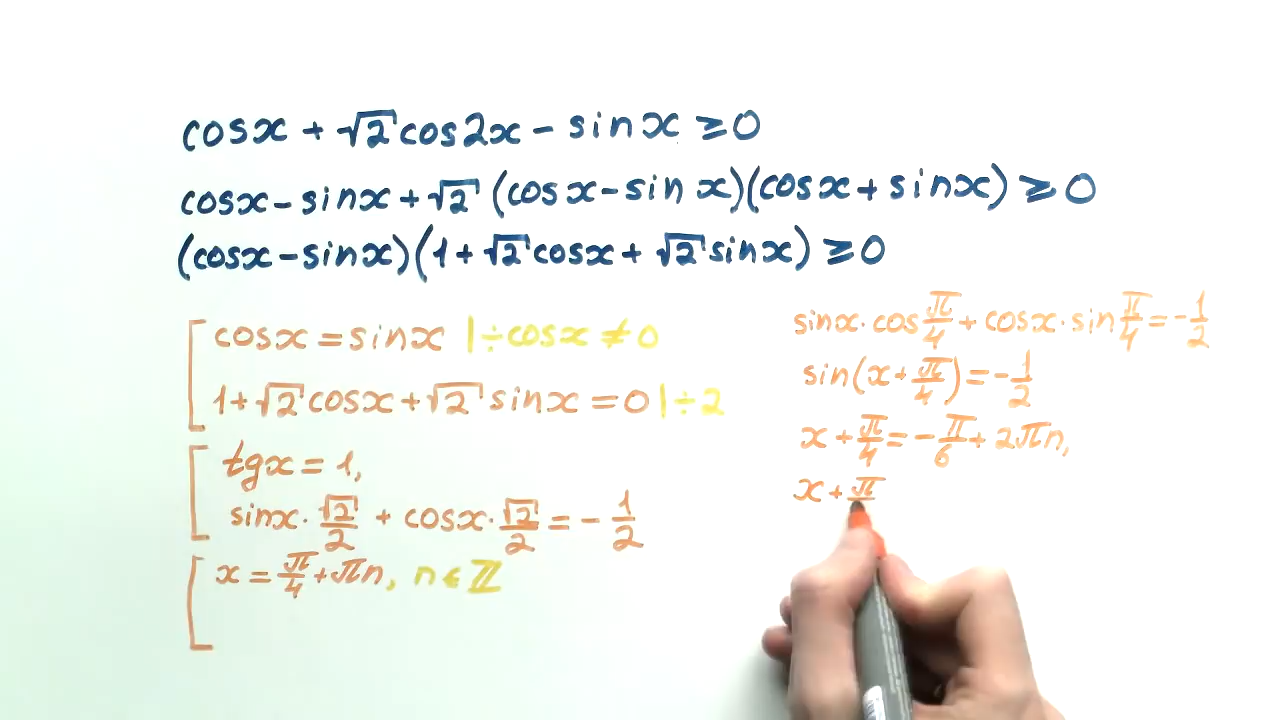 cosx + √2 cos2x - sinx ⩾ 0
cosx - sinx + √2 (cosx - sin x)(cosx + sinx) ⩾ 0
(cosx - sinx)(1 + √2 cosx + √2 sinx) ⩾ 0
cosx = sinx | ÷ cosx ≠ 0
1 + √2 cosx + √2 sinx = 0 | ÷ 2
tgx = 1,
sinx · √2/2 + cosx · √2/2 = - 1/2
x = π/4 + πn, n ∈ ℤ
sinx · cos π/4 + cosx · sin π/4 = - 1/2
sin(x + π/4) = - 1/2
x + π/4 = - π/6 + 2πn,
x + π